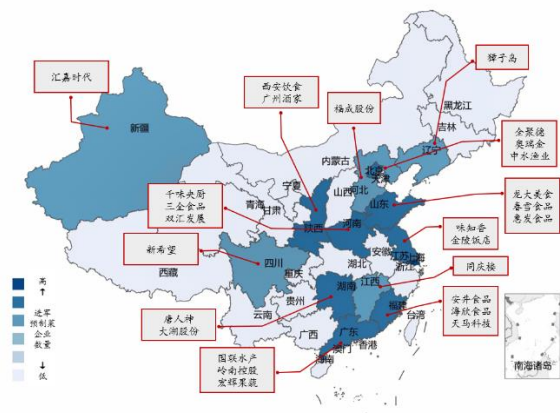 獐子岛
汇嘉时代
西安饮食
广州酒家
福成股份
全聚德
奥瑞金
中水渔业
黑龙江
吉林
辽宁
新疆
内蒙古
北京
天津
河北
山西
宁夏
青海
甘肃
山东
千味央厨
三全食品
双汇发展
龙大美食
春雪食品
惠发食品
陕西
河南
味知香
金陵饭店
新希望
西藏
四川
重庆
湖北
安徽
江苏
上海
浙江
同庆楼
湖南
江西
贵州
云南
福建
台湾
唐人神
大湖股份
安井食品
海欣食品
天马科技
广西
广东
澳门
香港
海南
国联水产
岭南控股
宏辉果蔬
高
进军
预制菜
企业
数量
低
南海诸岛